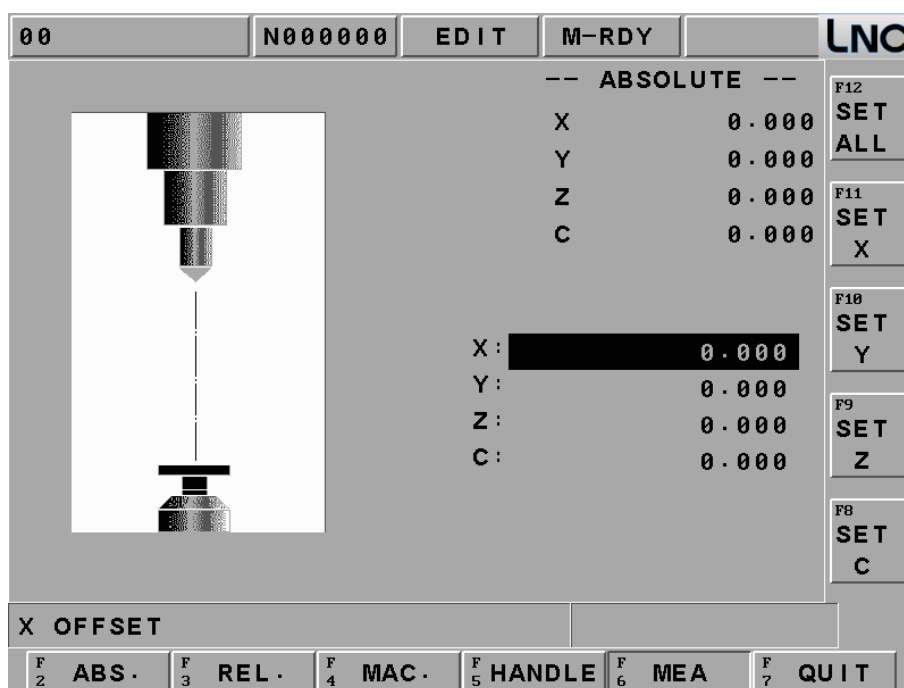 00 N000000 EDIT M-RDY LNC
-- ABSOLUTE --
X 0.000
Y 0.000
Z 0.000
C 0.000
X: 0.000
Y: 0.000
Z: 0.000
C: 0.000
F12
SET
ALL
F11
SET
X
F10
SET
Y
F9
SET
Z
F8
SET
C
X OFFSET
F2 ABS. F3 REL. F4 MAC. F5 HANDLE F6 MEA F7 QUIT